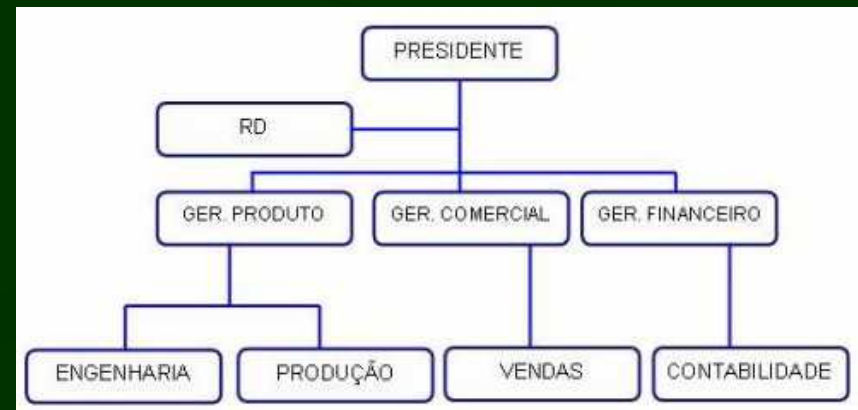 PRESIDENTE
RD
GER. PRODUTO
GER. COMERCIAL
GER. FINANCEIRO
ENGENHARIA
PRODUÇÃO
VENDAS
CONTABILIDADE